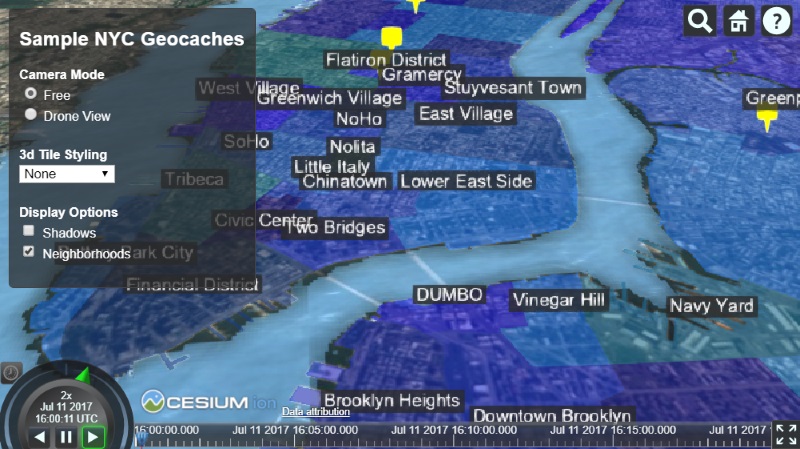 Sample NYC Geocaches
Camera Mode
Free
Drone View
3d Tile Styling
None
Display Options
Shadows
Neighborhoods
Flatiron District
Gramercy
West Village
Greenwich Village
Stuyvesant Town
Greenp
NoHo
East Village
SoHo
Nolita
Little Italy
Tribeca
Chinatown
Lower East Side
Civic Center
Two Bridges
Park City
Financial District
DUMBO
Vinegar Hill
Navy Yard
Brooklyn Heights
Downtown Brooklyn
2x
Jul 11 2017
16:00:11 UTC
CESIUM ion
Data attribution
16:00:00.000
Jul 11 2017 16:05:00.000
Jul 11 2017 16:10:00.000
Jul 11 2017 16:15:00.000
Jul 11 2017
?